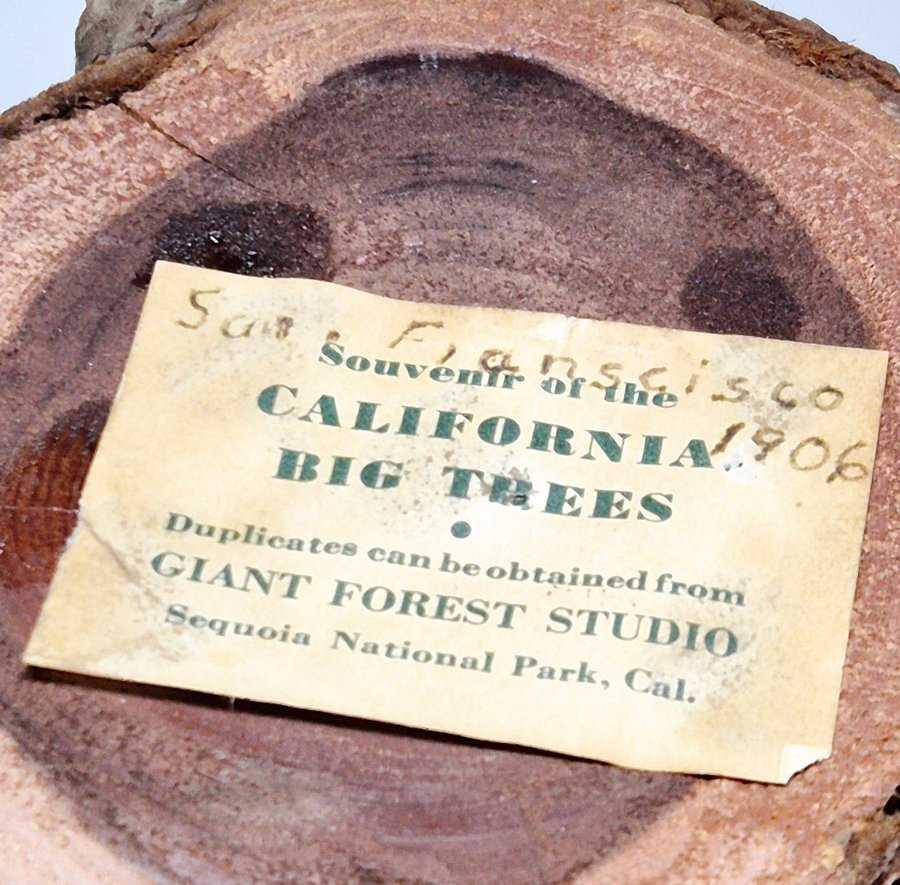 San Franscisco
Souvenir of the
CALIFORNIA
1906
BIG TREES
Duplicates can be obtained from
GIANT FOREST STUDIO
Sequoia National Park, Cal.